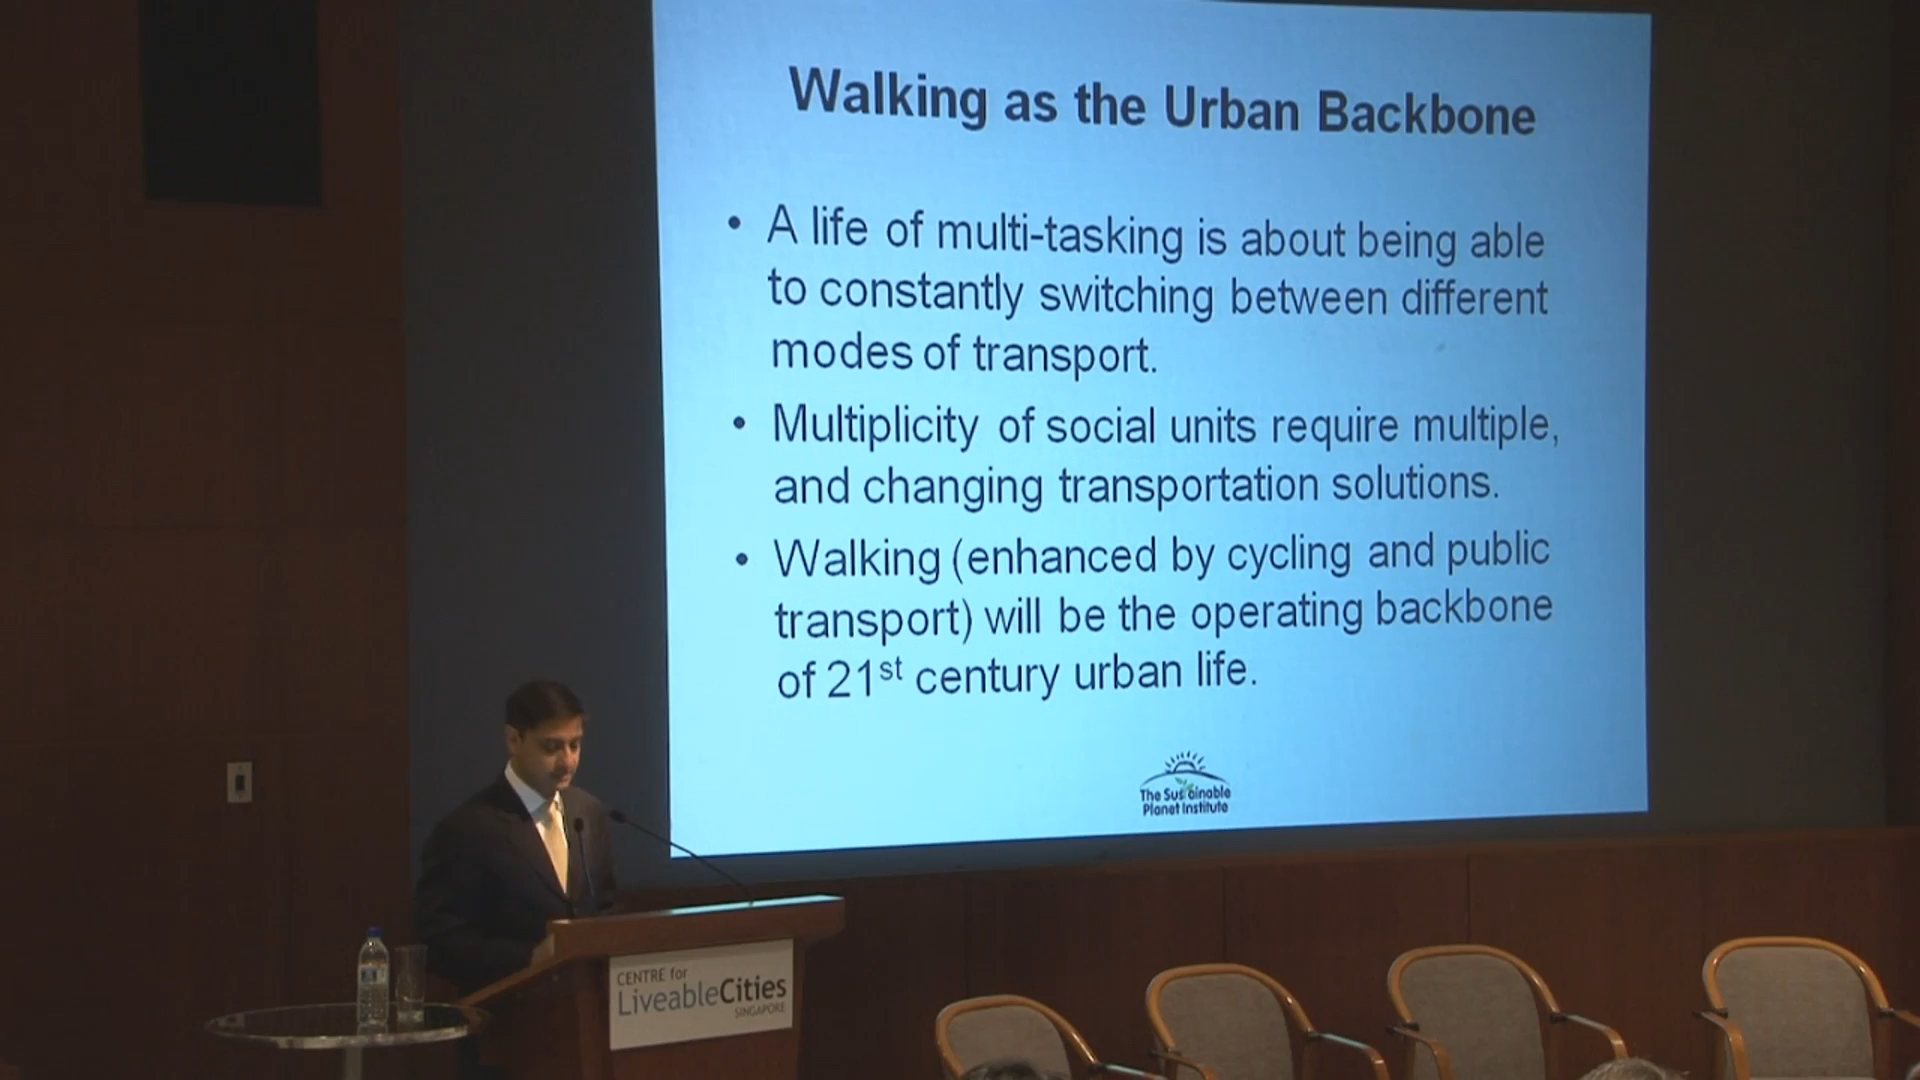 Walking as the Urban Backbone
• A life of multi-tasking is about being able
to constantly switching between different
modes of transport.
• Multiplicity of social units require multiple,
and changing transportation solutions.
• Walking (enhanced by cycling and public
transport) will be the operating backbone
of 21st century urban life.
The Sustainable
Planet Institute
CENTRE for
LiveableCities
SINGAPORE